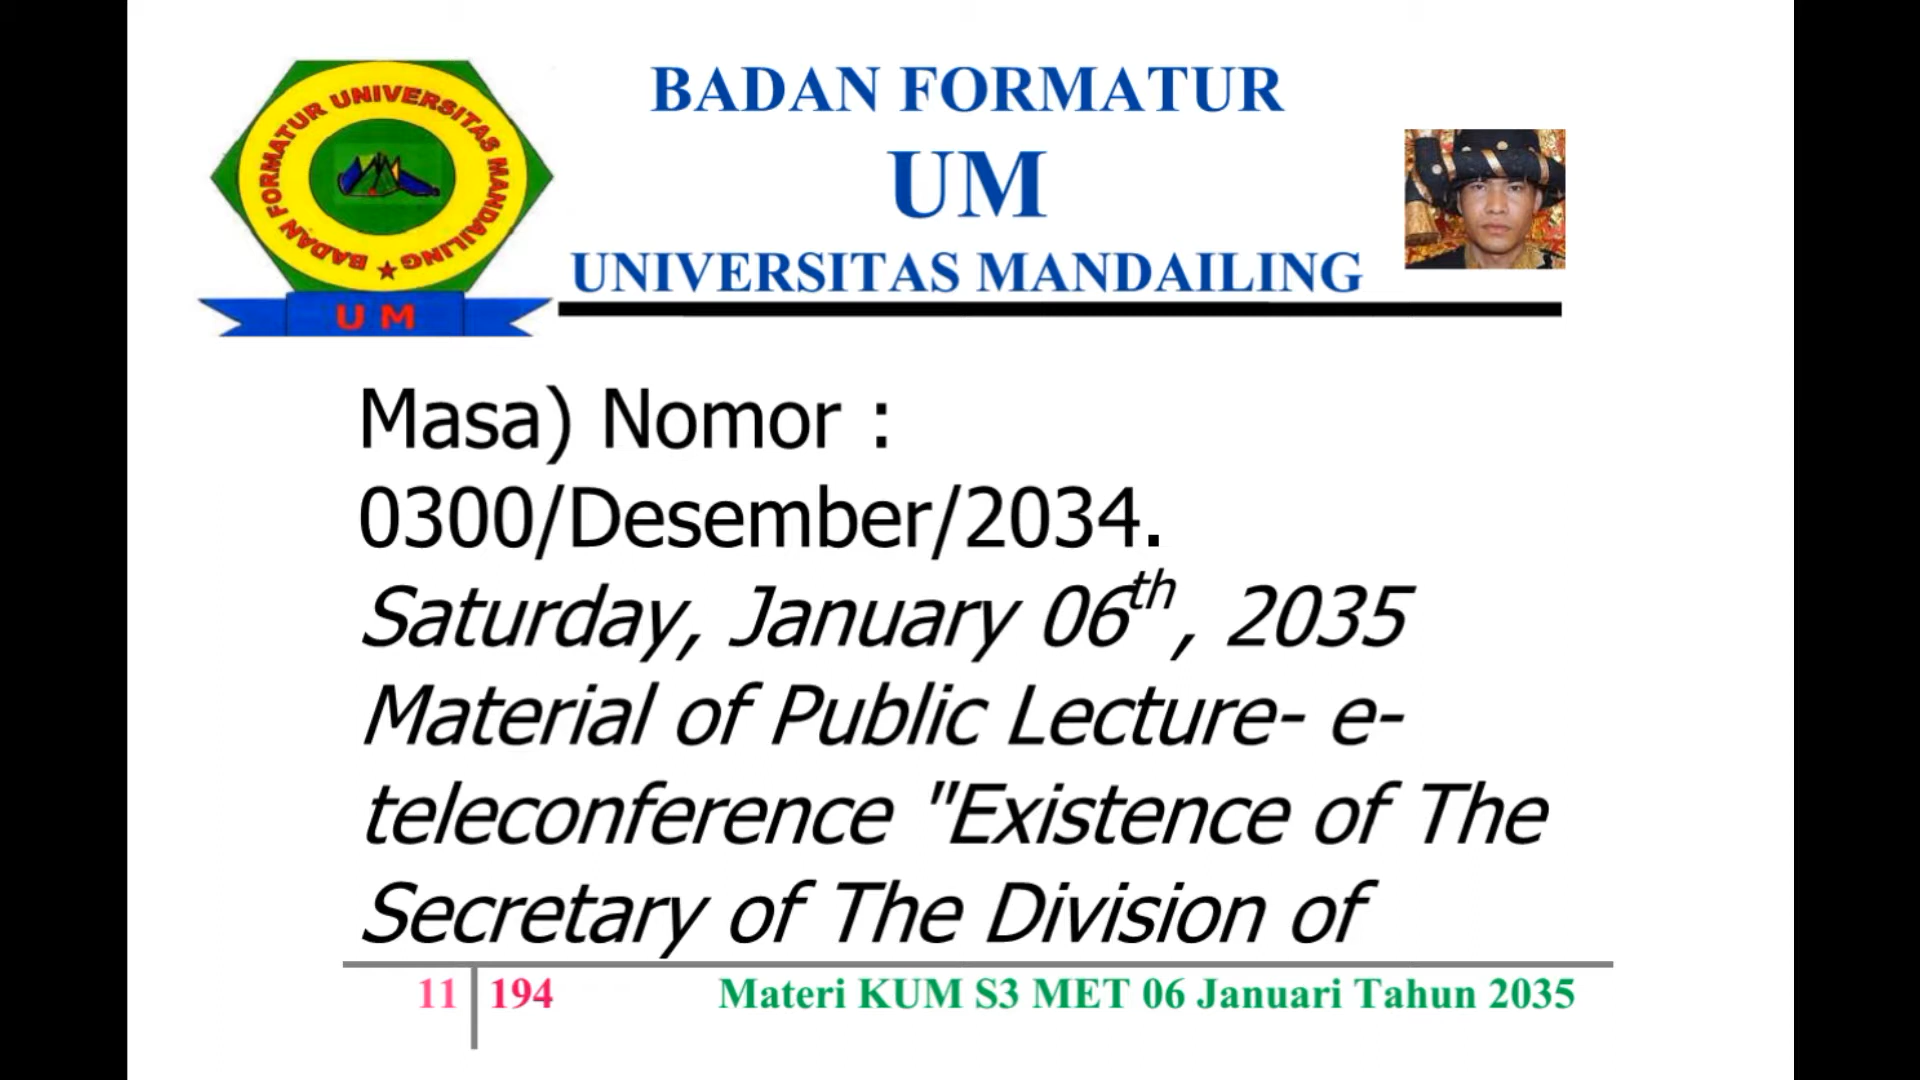 BADAN FORMATUR UNIVERSITAS MANDAILING
UM
BADAN FORMATUR
UM
UNIVERSITAS MANDAILING
Masa) Nomor :
0300/Desember/2034.
Saturday, January 06th, 2035
Material of Public Lecture- e-
teleconference "Existence of The
Secretary of The Division of
11 194 Materi KUM S3 MET 06 Januari Tahun 2035